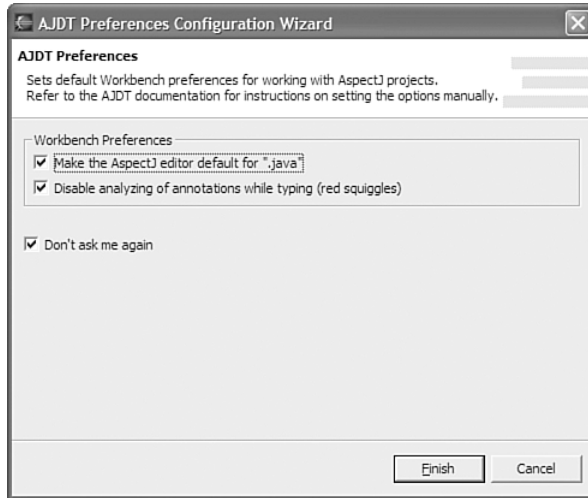 AJDT Preferences Configuration Wizard
AJDT Preferences
Sets default Workbench preferences for working with AspectJ projects.
Refer to the AJDT documentation for instructions on setting the options manually.
Workbench Preferences
Make the AspectJ editor default for ".java"
Disable analyzing of annotations while typing (red squiggles)
Don't ask me again
Finish
Cancel